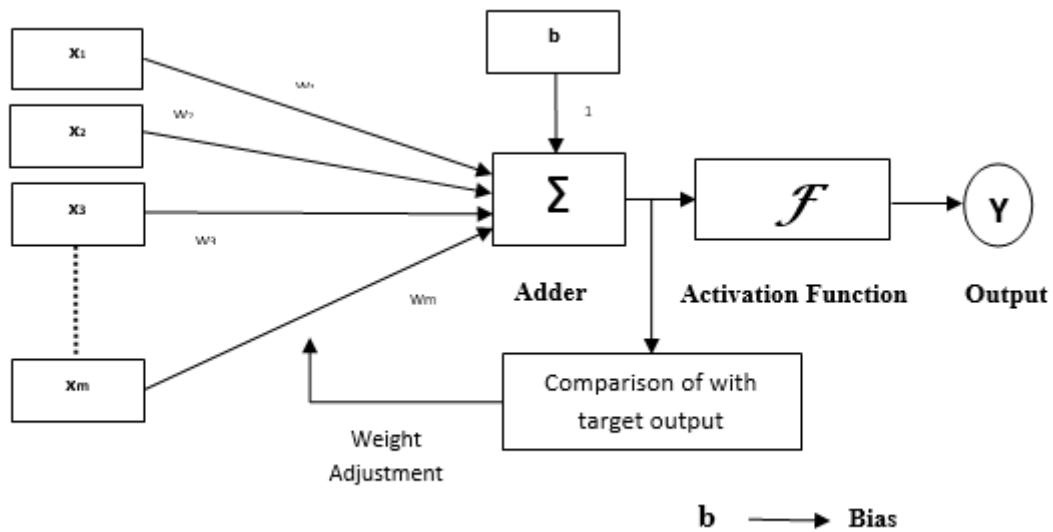 x1
b
W1
x2
W2
1
x3
Σ
ℱ
Y
W3
Wm
Adder
Activation Function
Output
xm
Comparison of with
target output
Weight
Adjustment
b
Bias